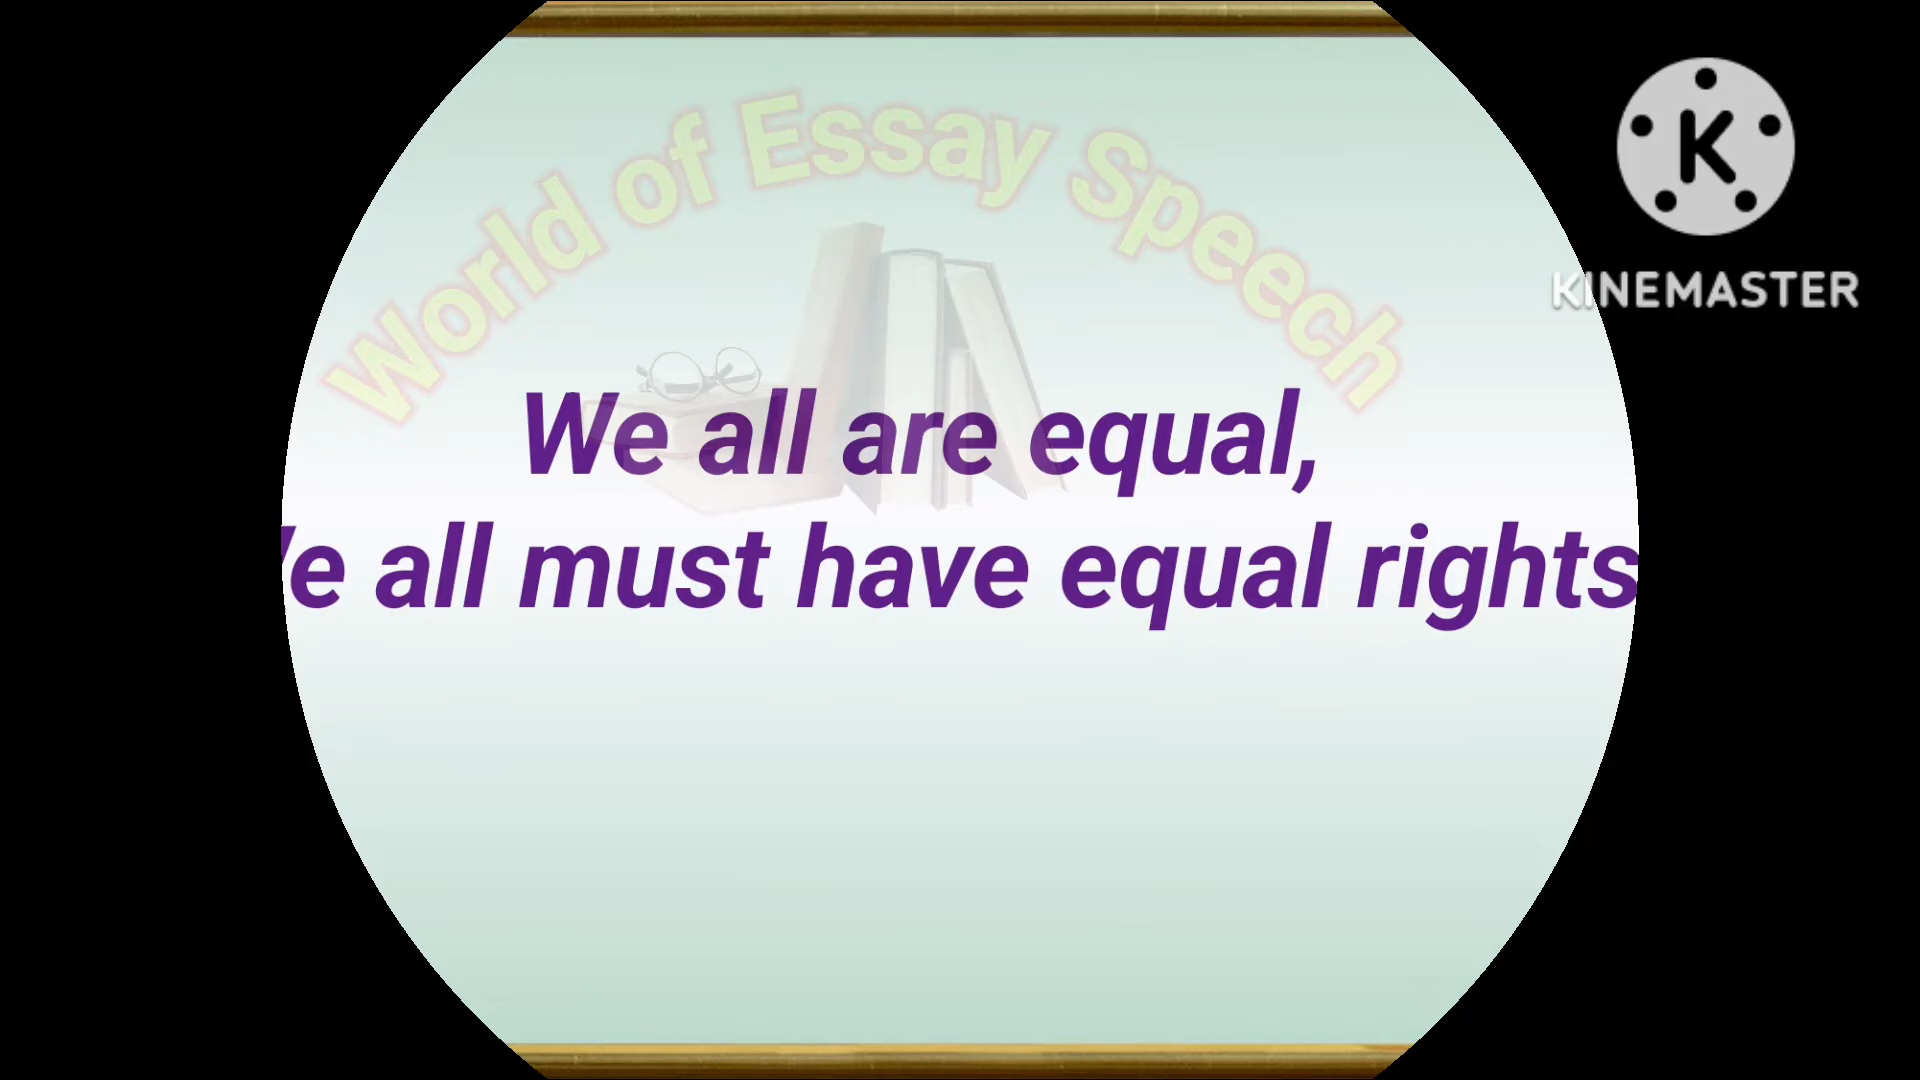 World of Essay Speech
K
KINEMASTER
We all are equal,
e all must have equal rights